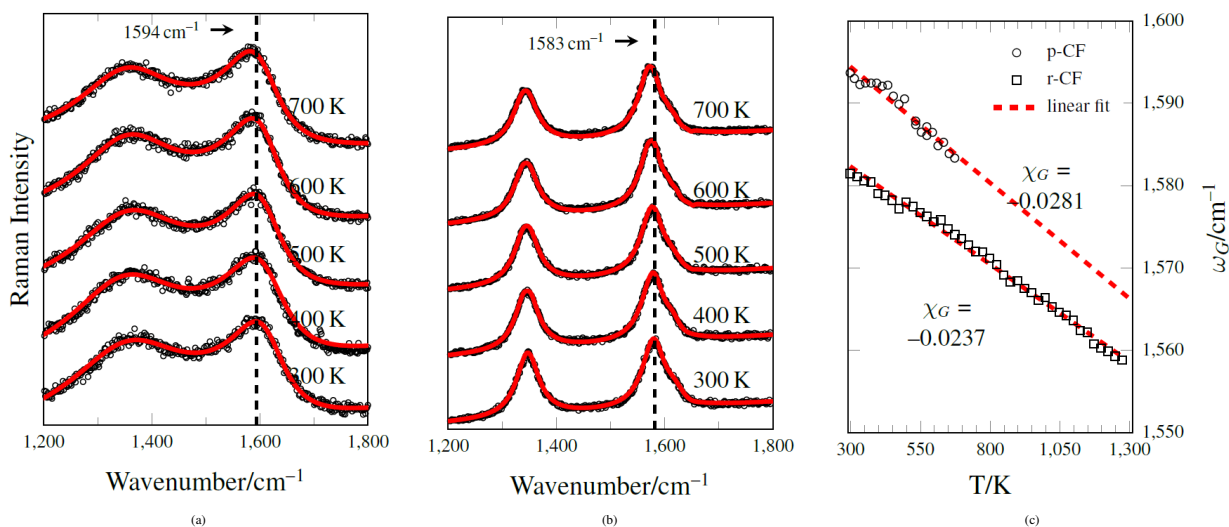 Raman Intensity
1594 cm⁻¹
700 K
600 K
500 K
400 K
300 K
1,200 1,400 1,600 1,800
Wavenumber/cm⁻¹
(a)
1583 cm⁻¹
700 K
600 K
500 K
400 K
300 K
1,200 1,400 1,600 1,800
Wavenumber/cm⁻¹
(b)
p-CF
r-CF
linear fit
χG =
−0.0281
χG =
−0.0237
1,600
1,590
1,580
1,570
1,560
1,550
ωG/cm⁻¹
300 550 800 1,050 1,300
T/K
(c)